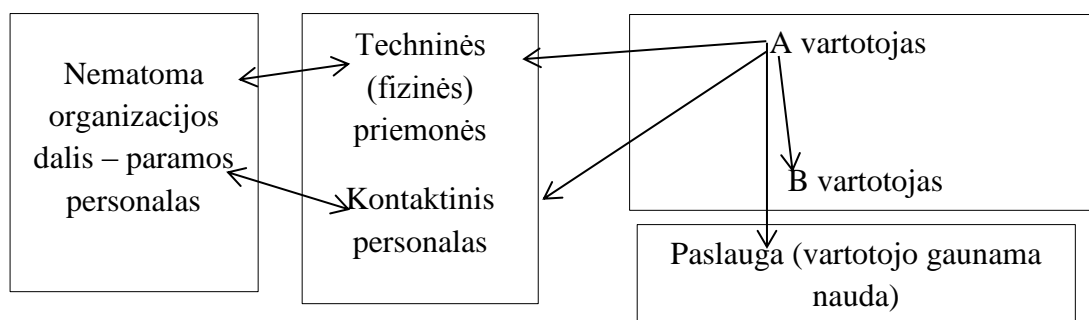 Nematoma
organizacijos
dalis – paramos
personalas
Techninės
(fizinės)
priemonės
Kontaktinis
personalas
A vartotojas
B vartotojas
Paslauga (vartotojo gaunama
nauda)